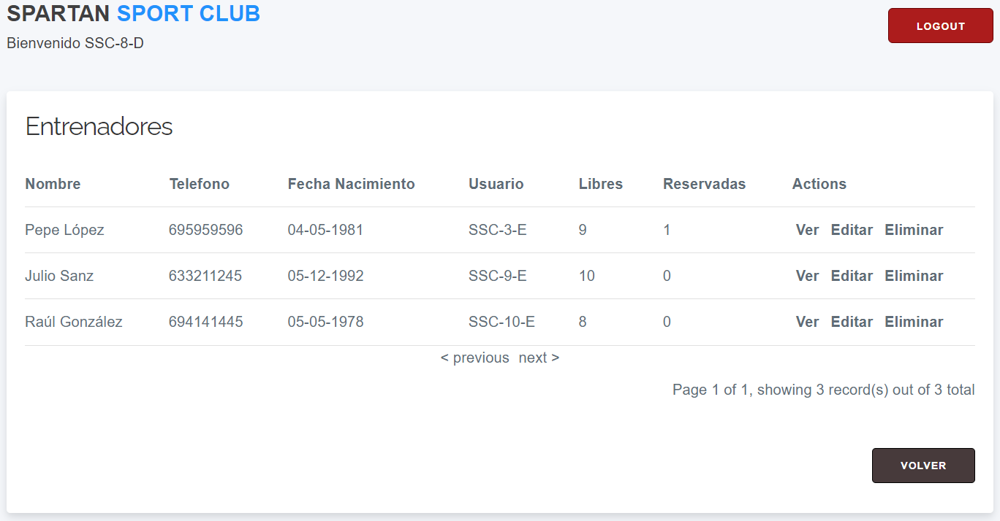 SPARTAN SPORT CLUB
LOGOUT
Bienvenido SSC-8-D
Entrenadores
Nombre Telefono Fecha Nacimiento Usuario Libres Reservadas Actions
Pepe López 695959596 04-05-1981 SSC-3-E 9 1 Ver Editar Eliminar
Julio Sanz 633211245 05-12-1992 SSC-9-E 10 0 Ver Editar Eliminar
Raúl González 694141445 05-05-1978 SSC-10-E 8 0 Ver Editar Eliminar
< previous next >
Page 1 of 1, showing 3 record(s) out of 3 total
VOLVER